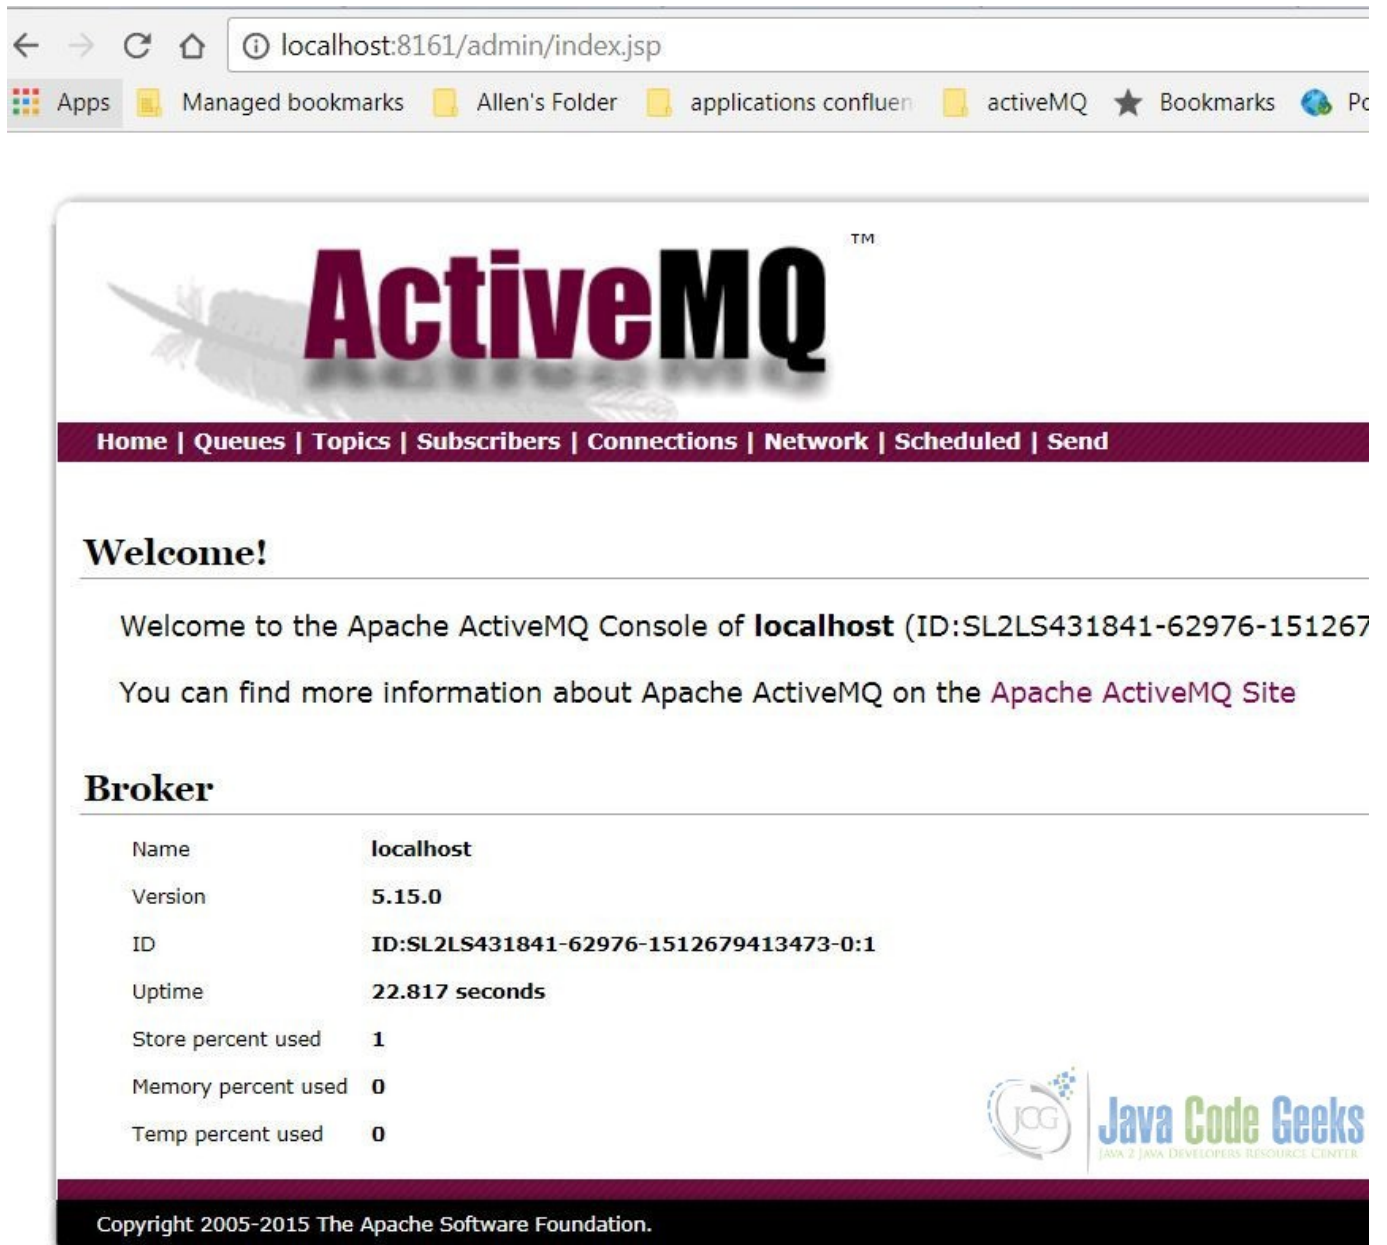 localhost:8161/admin/index.jsp
Apps Managed bookmarks Allen's Folder applications confluen activeMQ Bookmarks
ActiveMQ ™
Home | Queues | Topics | Subscribers | Connections | Network | Scheduled | Send
Welcome!
Welcome to the Apache ActiveMQ Console of localhost (ID:SL2LS431841-62976-151267
You can find more information about Apache ActiveMQ on the Apache ActiveMQ Site
Broker
Name localhost
Version 5.15.0
ID ID:SL2LS431841-62976-1512679413473-0:1
Uptime 22.817 seconds
Store percent used 1
Memory percent used 0
Temp percent used 0
JCG Java Code Geeks
JAVA 2 JAVA DEVELOPERS RESOURCE CENTER
Copyright 2005-2015 The Apache Software Foundation.